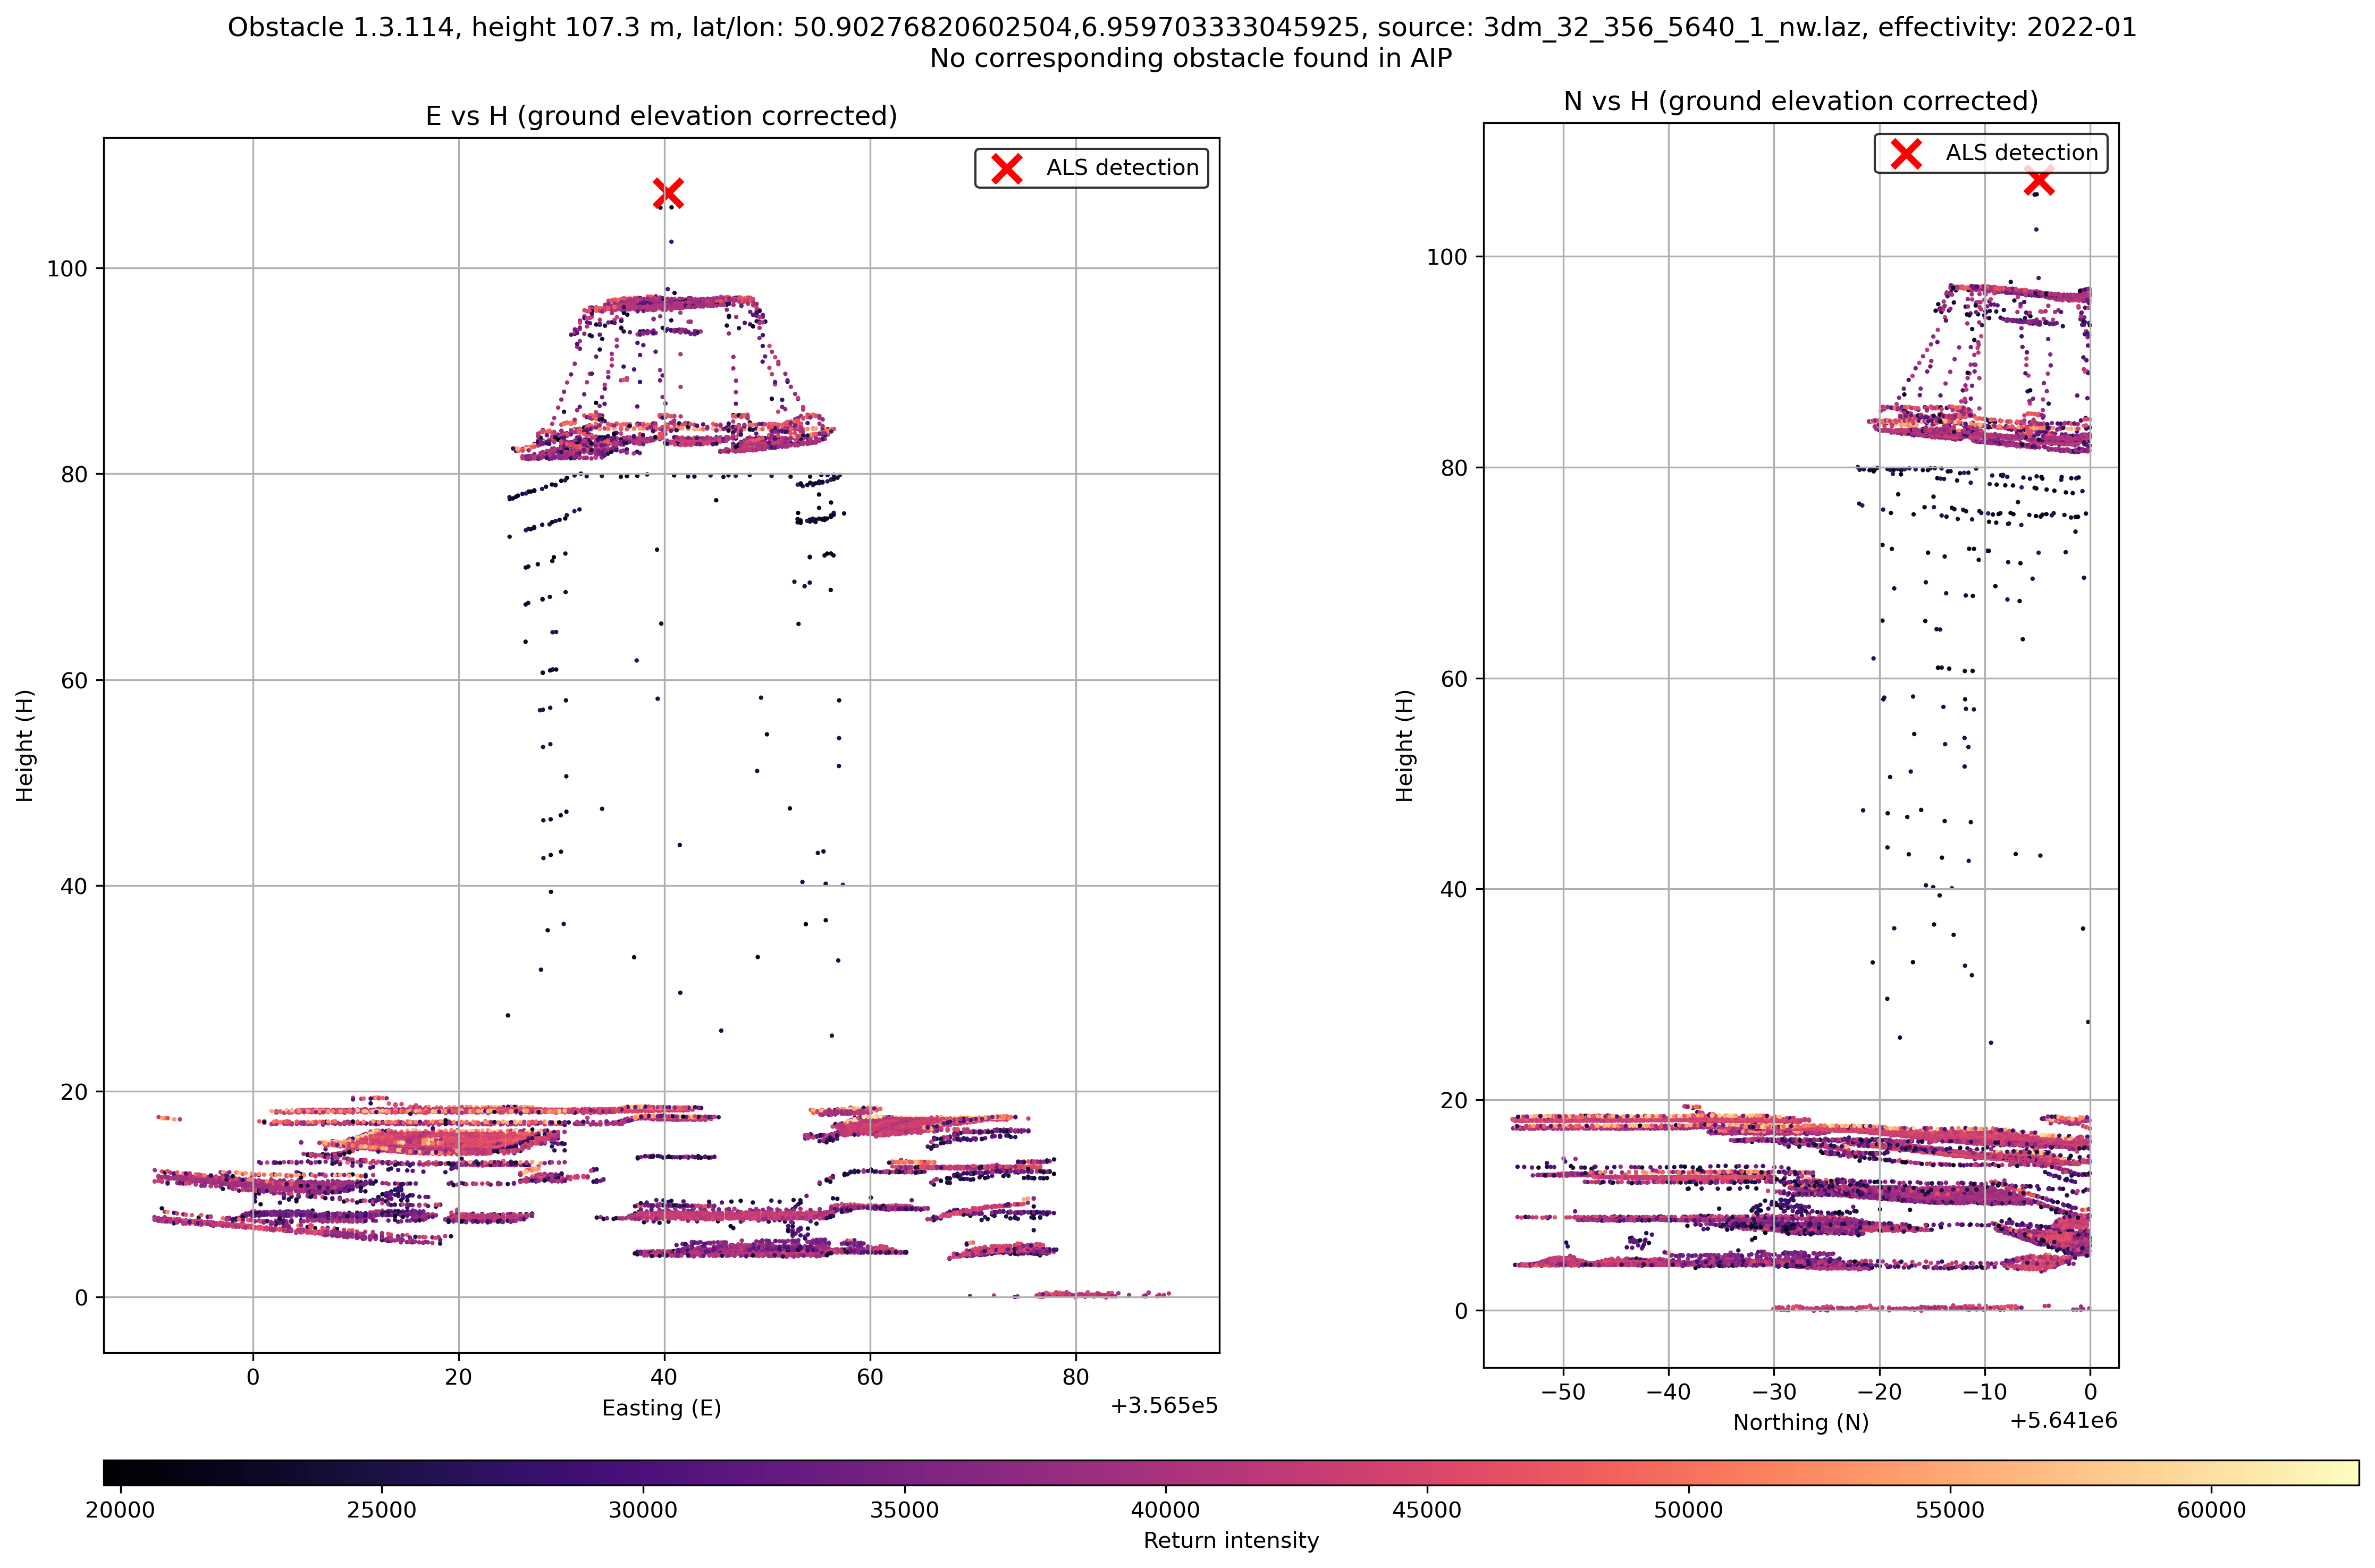 Obstacle 1.3.114, height 107.3 m, lat/lon: 50.90276820602504,6.959703333045925, source: 3dm_32_356_5640_1_nw.laz, effectivity: 2022-01
No corresponding obstacle found in AIP
E vs H (ground elevation corrected)
ALS detection
100
80
60
40
20
0
Height (H)
0 20 40 60 80
Easting (E)
+3.565e5
N vs H (ground elevation corrected)
ALS detection
100
80
60
40
20
0
Height (H)
−50 −40 −30 −20 −10 0
Northing (N)
+5.641e6
20000 25000 30000 35000 40000 45000 50000 55000 60000
Return intensity